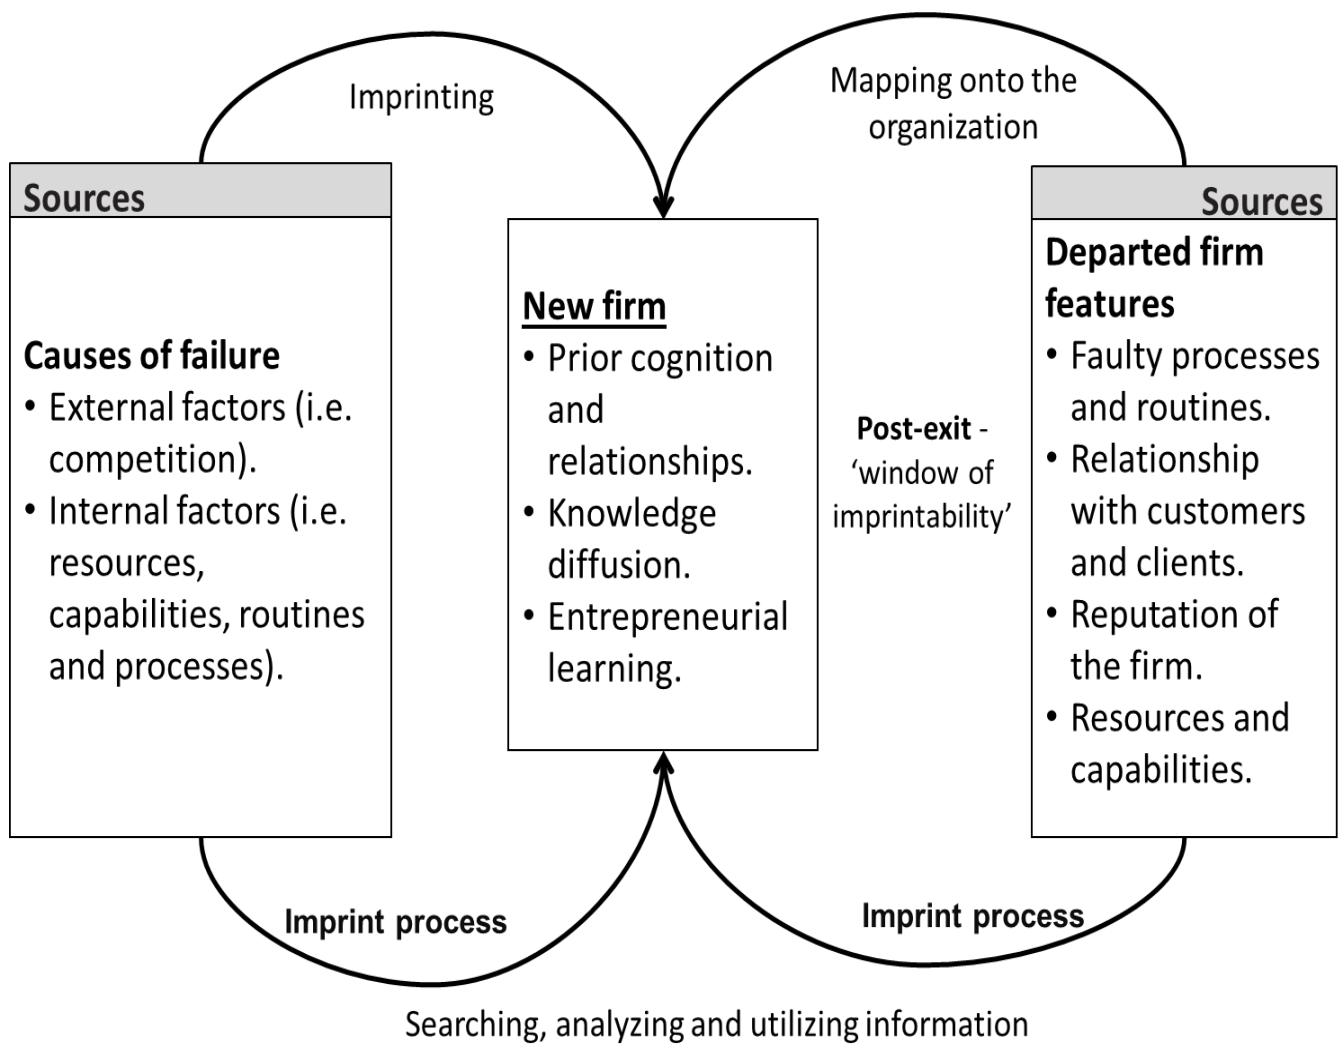 Imprinting
Mapping onto the
organization
Sources
Causes of failure
• External factors (i.e.
competition).
• Internal factors (i.e.
resources,
capabilities, routines
and processes).
New firm
• Prior cognition
and
relationships.
• Knowledge
diffusion.
• Entrepreneurial
learning.
Post-exit -
‘window of
imprintability’
Sources
Departed firm
features
• Faulty processes
and routines.
• Relationship
with customers
and clients.
• Reputation of
the firm.
• Resources and
capabilities.
Imprint process
Imprint process
Searching, analyzing and utilizing information